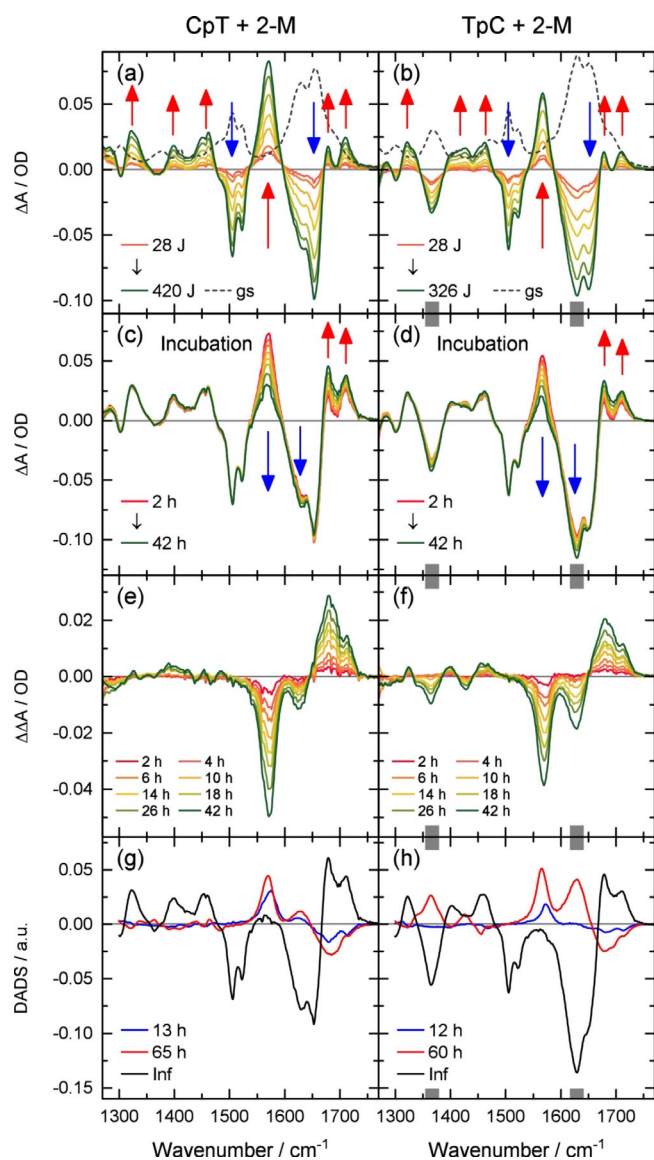 CpT + 2-M
TpC + 2-M
(a)
(b)
0.05
0.00
-0.05
-0.10
ΔA / OD
28 J
↓
420 J
gs
28 J
↓
326 J
gs
(c)
Incubation
(d)
Incubation
0.05
0.00
-0.05
-0.10
ΔA / OD
2 h
↓
42 h
2 h
↓
42 h
(e)
(f)
0.02
0.00
-0.02
-0.04
ΔΔA / OD
2 h 4 h
6 h 10 h
14 h 18 h
26 h 42 h
2 h 4 h
6 h 10 h
14 h 18 h
26 h 42 h
(g)
(h)
0.05
0.00
-0.05
-0.10
-0.15
DADS / a.u.
13 h
65 h
Inf
12 h
60 h
Inf
1300 1400 1500 1600 1700
1300 1400 1500 1600 1700
Wavenumber / cm⁻¹
Wavenumber / cm⁻¹